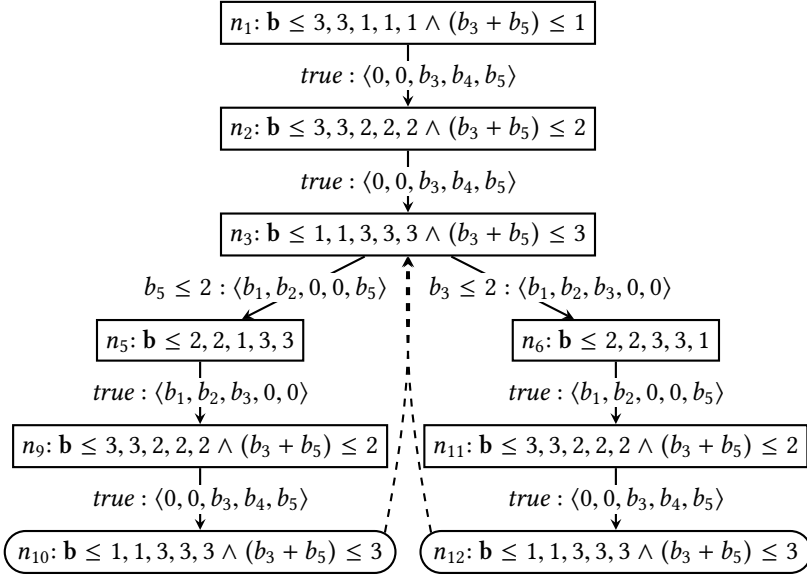 n₁: b ≤ 3, 3, 1, 1, 1 ∧ (b₃ + b₅) ≤ 1
true : ⟨0, 0, b₃, b₄, b₅⟩
n₂: b ≤ 3, 3, 2, 2, 2 ∧ (b₃ + b₅) ≤ 2
true : ⟨0, 0, b₃, b₄, b₅⟩
n₃: b ≤ 1, 1, 3, 3, 3 ∧ (b₃ + b₅) ≤ 3
b₅ ≤ 2 : ⟨b₁, b₂, 0, 0, b₅⟩ b₃ ≤ 2 : ⟨b₁, b₂, b₃, 0, 0⟩
n₅: b ≤ 2, 2, 1, 3, 3 n₆: b ≤ 2, 2, 3, 3, 1
true : ⟨b₁, b₂, b₃, 0, 0⟩ true : ⟨b₁, b₂, 0, 0, b₅⟩
n₉: b ≤ 3, 3, 2, 2, 2 ∧ (b₃ + b₅) ≤ 2 n₁₁: b ≤ 3, 3, 2, 2, 2 ∧ (b₃ + b₅) ≤ 2
true : ⟨0, 0, b₃, b₄, b₅⟩ true : ⟨0, 0, b₃, b₄, b₅⟩
n₁₀: b ≤ 1, 1, 3, 3, 3 ∧ (b₃ + b₅) ≤ 3 n₁₂: b ≤ 1, 1, 3, 3, 3 ∧ (b₃ + b₅) ≤ 3